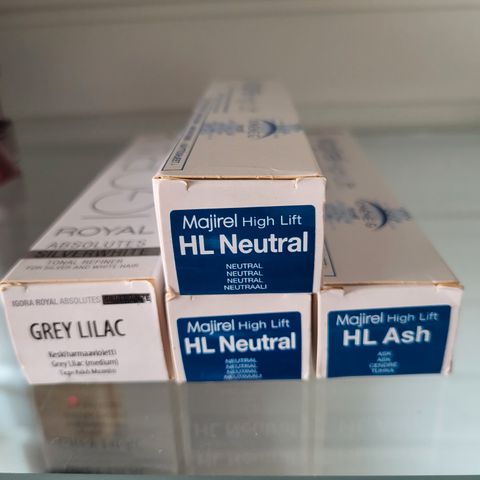 IGORA
ROYAL
ABSOLUTES
SILVERWHITE
TONAL REFINER
FOR SILVER AND WHITE HAIR
IGORA ROYAL ABSOLUTES
GREY LILAC
Keskiharmaavioletti
Grey Lilac (medium)
Majirel High Lift
HL Neutral
NEUTRAL
NEUTRAL
NEUTRAL
NEUTRAALI
Majirel High Lift
HL Neutral
NEUTRAL
NEUTRAL
NEUTRAL
NEUTRAALI
Majirel High Lift
HL Ash
ASH
CENDRE
TUHKA